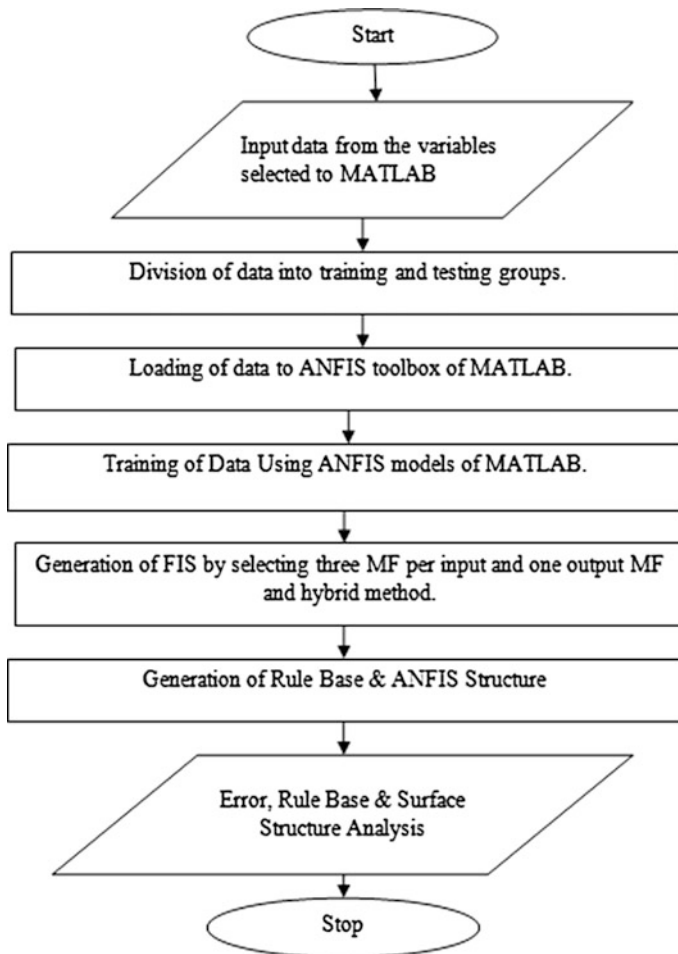 Start
Input data from the variables
selected to MATLAB
Division of data into training and testing groups.
Loading of data to ANFIS toolbox of MATLAB.
Training of Data Using ANFIS models of MATLAB.
Generation of FIS by selecting three MF per input and one output MF
and hybrid method.
Generation of Rule Base & ANFIS Structure
Error, Rule Base & Surface
Structure Analysis
Stop